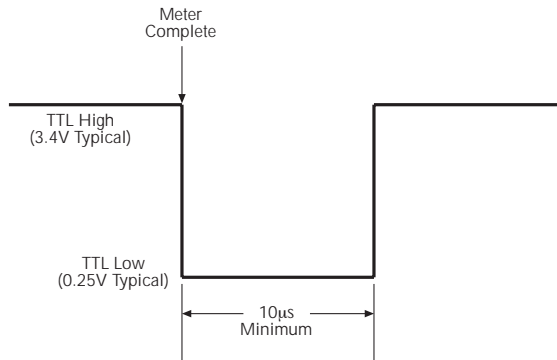 Meter
Complete
TTL High
(3.4V Typical)
TTL Low
(0.25V Typical)
10μs
Minimum